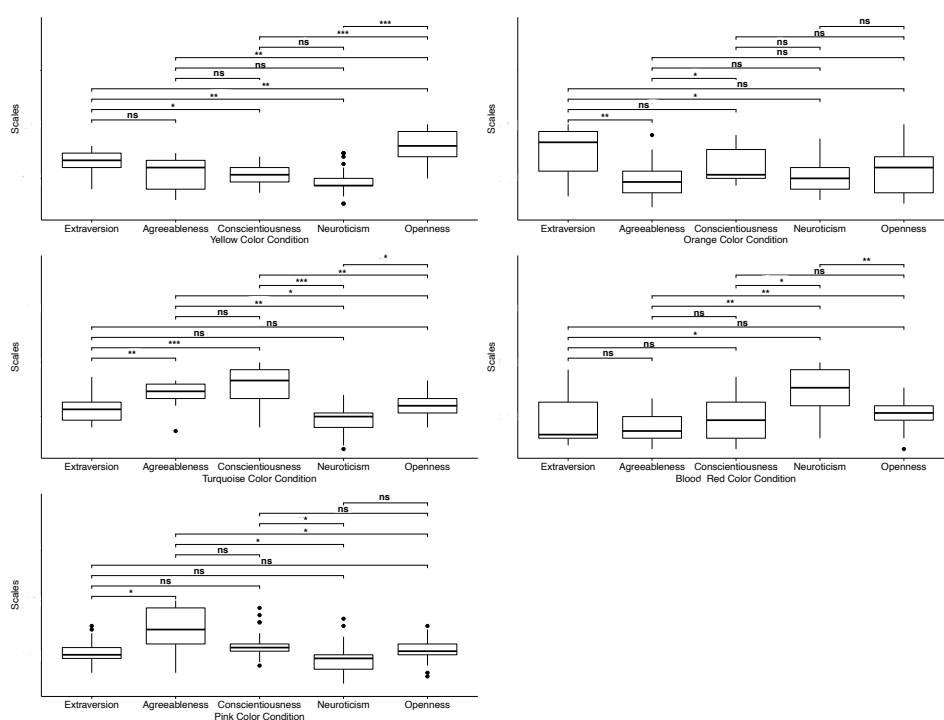 ***
***
ns
**
ns
ns
**
**
*
ns
Scales
Extraversion Agreeableness Conscientiousness Neuroticism Openness
Yellow Color Condition
ns
ns
ns
ns
ns
*
ns
*
ns
**
Scales
Extraversion Agreeableness Conscientiousness Neuroticism Openness
Orange Color Condition
*
**
***
*
**
ns
ns
ns
***
**
Scales
Extraversion Agreeableness Conscientiousness Neuroticism Openness
Turquoise Color Condition
**
ns
*
**
**
ns
ns
*
ns
ns
Scales
Extraversion Agreeableness Conscientiousness Neuroticism Openness
Blood Red Color Condition
ns
ns
*
*
*
ns
ns
ns
ns
*
Scales
Extraversion Agreeableness Conscientiousness Neuroticism Openness
Pink Color Condition